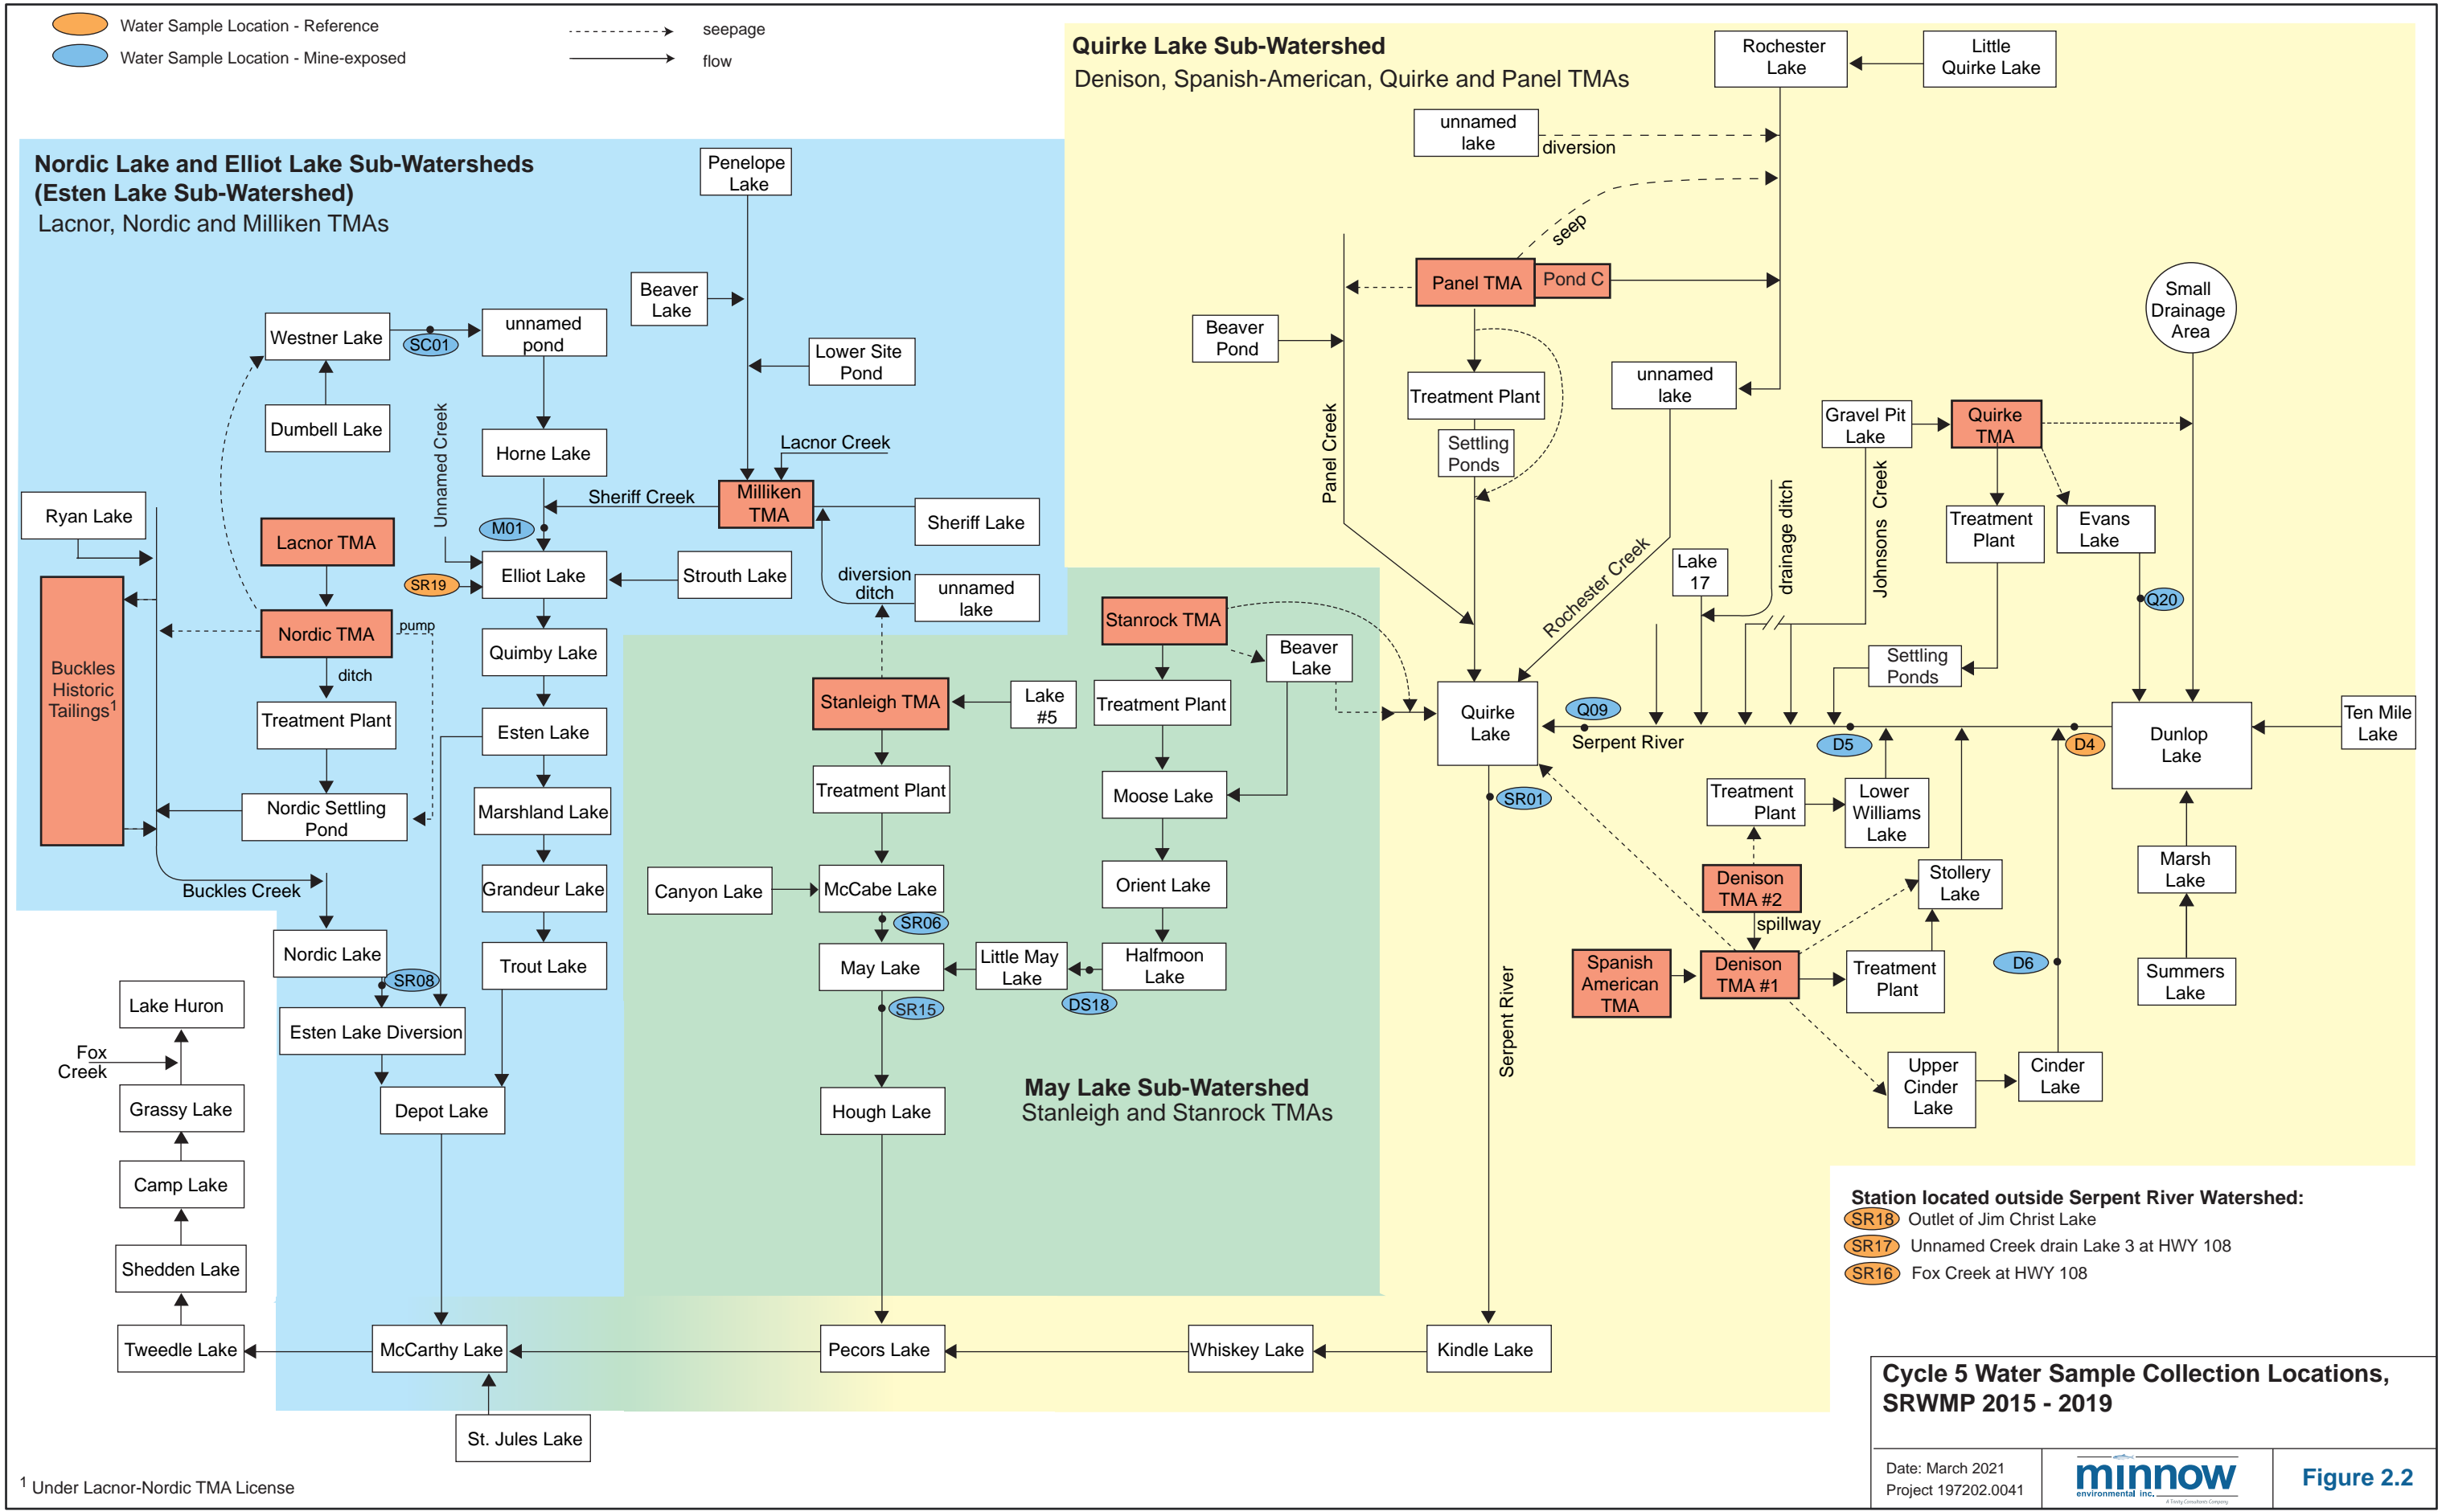 Water Sample Location - Reference
Water Sample Location - Mine-exposed
seepage
flow
Quirke Lake Sub-Watershed
Denison, Spanish-American, Quirke and Panel TMAs
Rochester
Lake
Little
Quirke Lake
unnamed
lake
diversion
seep
Panel TMA
Pond C
Beaver
Pond
Treatment Plant
Settling
Ponds
unnamed
lake
Panel Creek
Rochester Creek
Small
Drainage
Area
Gravel Pit
Lake
Quirke
TMA
Johnsons Creek
drainage ditch
Treatment
Plant
Evans
Lake
Lake
17
Q20
Settling
Ponds
Quirke
Lake
Q09
Serpent River
D5
D4
Dunlop
Lake
Ten Mile
Lake
SR01
Treatment
Plant
Lower
Williams
Lake
Denison
TMA #2
spillway
Stollery
Lake
Marsh
Lake
Spanish
American
TMA
Denison
TMA #1
Treatment
Plant
D6
Summers
Lake
Upper
Cinder
Lake
Cinder
Lake
Serpent River
Nordic Lake and Elliot Lake Sub-Watersheds
(Esten Lake Sub-Watershed)
Lacnor, Nordic and Milliken TMAs
Penelope
Lake
Beaver
Lake
Lower Site
Pond
Westner Lake
SC01
unnamed
pond
Dumbell Lake
Horne Lake
Unnamed Creek
Lacnor Creek
Milliken
TMA
Sheriff Creek
Sheriff Lake
M01
Ryan Lake
Lacnor TMA
Elliot Lake
SR19
Strouth Lake
diversion
ditch
unnamed
lake
Nordic TMA
pump
ditch
Buckles
Historic
Tailings1
Quimby Lake
Treatment Plant
Esten Lake
Nordic Settling
Pond
Marshland Lake
Buckles Creek
Grandeur Lake
Nordic Lake
SR08
Trout Lake
Esten Lake Diversion
Depot Lake
Stanrock TMA
Beaver
Lake
Stanleigh TMA
Lake
#5
Treatment Plant
Treatment Plant
Moose Lake
Canyon Lake
McCabe Lake
Orient Lake
SR06
May Lake
Little May
Lake
Halfmoon
Lake
SR15
DS18
May Lake Sub-Watershed
Stanleigh and Stanrock TMAs
Hough Lake
Lake Huron
Fox
Creek
Grassy Lake
Camp Lake
Shedden Lake
Tweedle Lake
McCarthy Lake
Pecors Lake
Whiskey Lake
Kindle Lake
St. Jules Lake
Station located outside Serpent River Watershed:
SR18 Outlet of Jim Christ Lake
SR17 Unnamed Creek drain Lake 3 at HWY 108
SR16 Fox Creek at HWY 108
Cycle 5 Water Sample Collection Locations,
SRWMP 2015 - 2019
Date: March 2021
Project 197202.0041
minnow
environmental inc.
A Trinity Consultants Company
Figure 2.2
1 Under Lacnor-Nordic TMA License